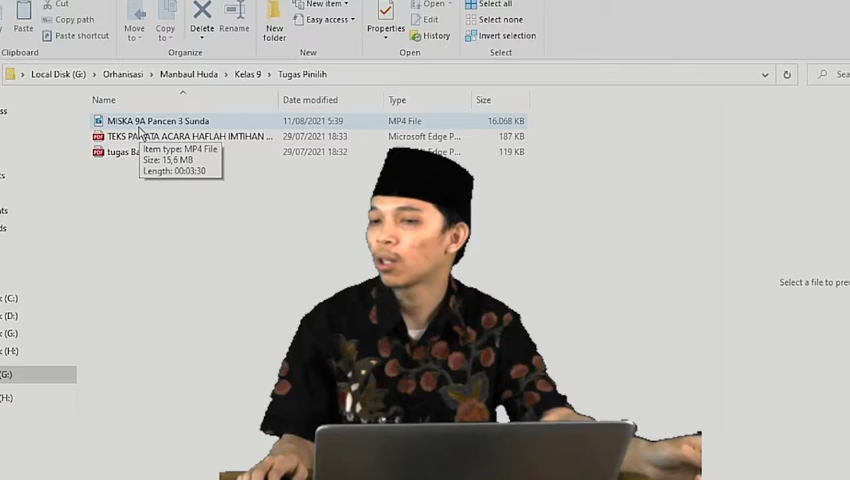 Cut
New item
Edit
Select all
Copy path
Easy access
Open
Select none
Paste
Paste shortcut
Move to
Copy to
Delete
Rename
New folder
Properties
History
Invert selection
Clipboard
Organize
New
Open
Select
Local Disk (G:) > Orhanisasi > Manbaul Huda > Kelas 9 > Tugas Pinilih
Sea
Name
Date modified
Type
Size
MISKA 9A Pancen 3 Sunda
11/08/2021 5:39
MP4 File
16.068 KB
TEKS ACARA HAFLAH IMTIHAN ...
29/07/2021 18:33
Microsoft Edge P...
187 KB
tugas Ba
29/07/2021 18:32
119 KB
Item type: MP4 File
Size: 15,6 MB
Length: 00:03:30
Select a file to prev
(C:)
(D:)
(G:)
(H:)
(G:)
(H:)